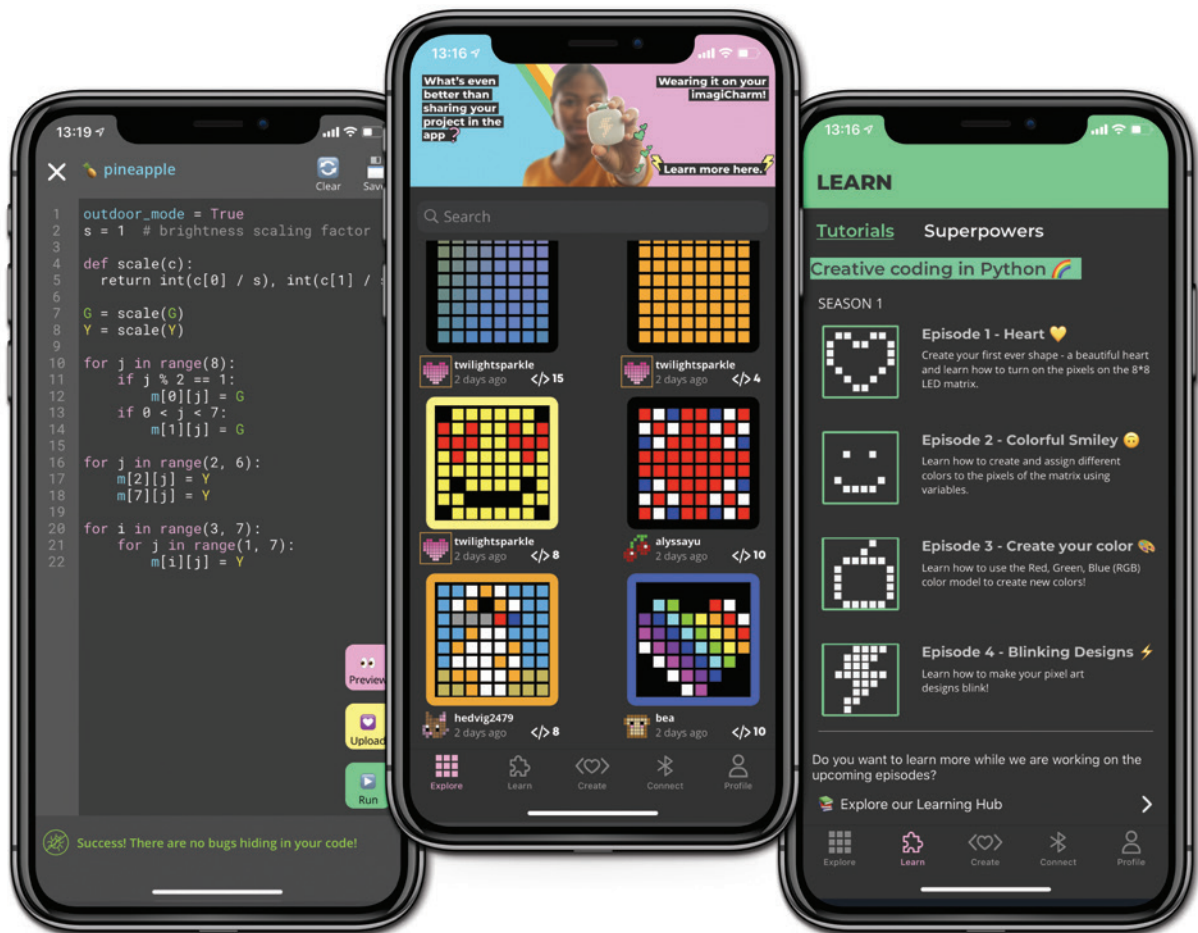 13:19
pineapple
Clear
Save
1 outdoor_mode = True
2 s = 1 # brightness scaling factor
3
4 def scale(c):
5 return int(c[0] / s), int(c[1] / s
6
7 G = scale(G)
8 Y = scale(Y)
9
10 for j in range(8):
11 if j % 2 == 1:
12 m[0][j] = G
13 if 0 < j < 7:
14 m[1][j] = G
15
16 for j in range(2, 6):
17 m[2][j] = Y
18 m[7][j] = Y
19
20 for i in range(3, 7):
21 for j in range(1, 7):
22 m[i][j] = Y
Preview
Upload
Run
Success! There are no bugs hiding in your code!
13:16
What's even
better than
sharing your
project in the
app ❓
Wearing it on your
imagiCharm!
Learn more here.
Search
twilightsparkle
2 days ago </> 15
twilightsparkle
2 days ago </> 4
twilightsparkle
2 days ago </> 8
alyssayu
2 days ago </> 10
hedvig2479
2 days ago </> 8
bea
2 days ago </> 10
Explore
Learn
Create
Connect
Profile
13:16
LEARN
Tutorials Superpowers
Creative coding in Python 🌈
SEASON 1
Episode 1 - Heart 💛
Create your first ever shape - a beautiful heart
and learn how to turn on the pixels on the 8*8
LED matrix.
Episode 2 - Colorful Smiley 🙃
Learn how to create and assign different
colors to the pixels of the matrix using
variables.
Episode 3 - Create your color 🎨
Learn how to use the Red, Green, Blue (RGB)
color model to create new colors!
Episode 4 - Blinking Designs ⚡
Learn how to make your pixel art
designs blink!
Do you want to learn more while we are working on the
upcoming episodes?
📚 Explore our Learning Hub
Explore
Learn
Create
Connect
Profile